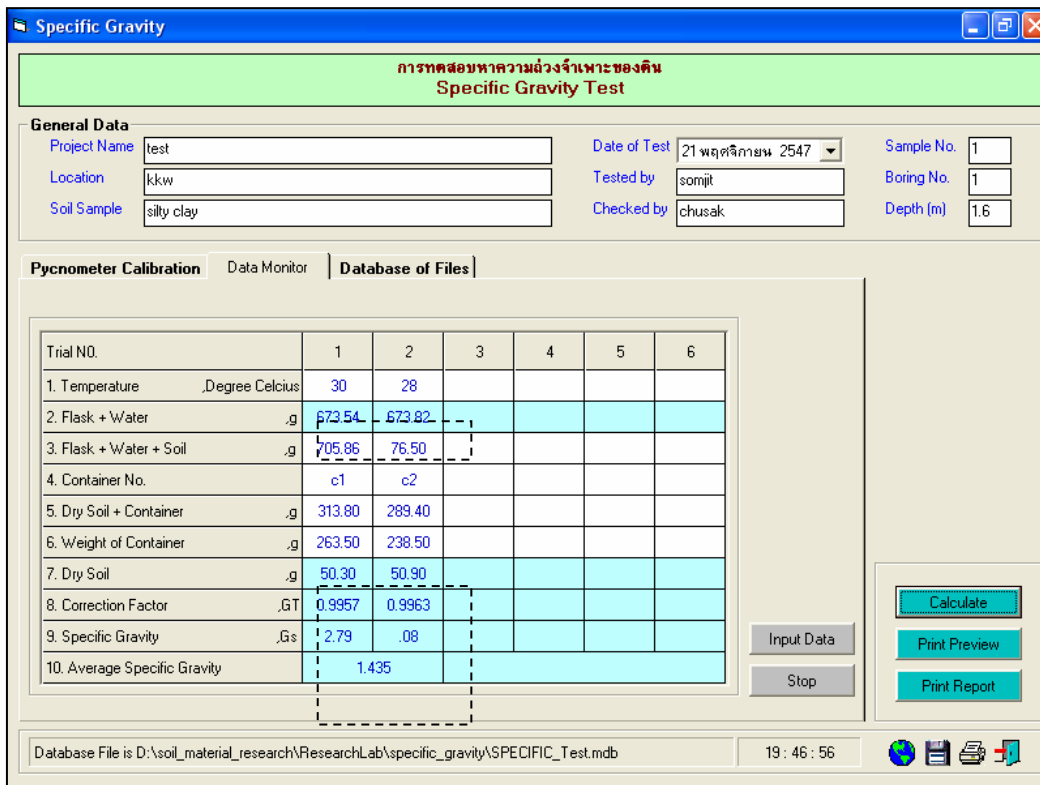 Specific Gravity
การทดสอบหาความถ่วงจำเพาะของดิน
Specific Gravity Test
General Data
Project Name test Date of Test 21 พฤศจิกายน 2547 Sample No. 1
Location kkw Tested by somjit Boring No. 1
Soil Sample silty clay Checked by chusak Depth (m) 1.6
Pycnometer Calibration Data Monitor Database of Files
Trial N0. 1 2 3 4 5 6
1. Temperature ,Degree Celcius 30 28
2. Flask + Water ,g 673.54 673.82
3. Flask + Water + Soil ,g 705.86 76.50
4. Container No. c1 c2
5. Dry Soil + Container ,g 313.80 289.40
6. Weight of Container ,g 263.50 238.50
7. Dry Soil ,g 50.30 50.90
8. Correction Factor ,GT 0.9957 0.9963
9. Specific Gravity ,Gs 2.79 .08
10. Average Specific Gravity 1.435
Input Data
Stop
Calculate
Print Preview
Print Report
Database File is D:\soil_material_research\ResearchLab\specific_gravity\SPECIFIC_Test.mdb 19 : 46 : 56